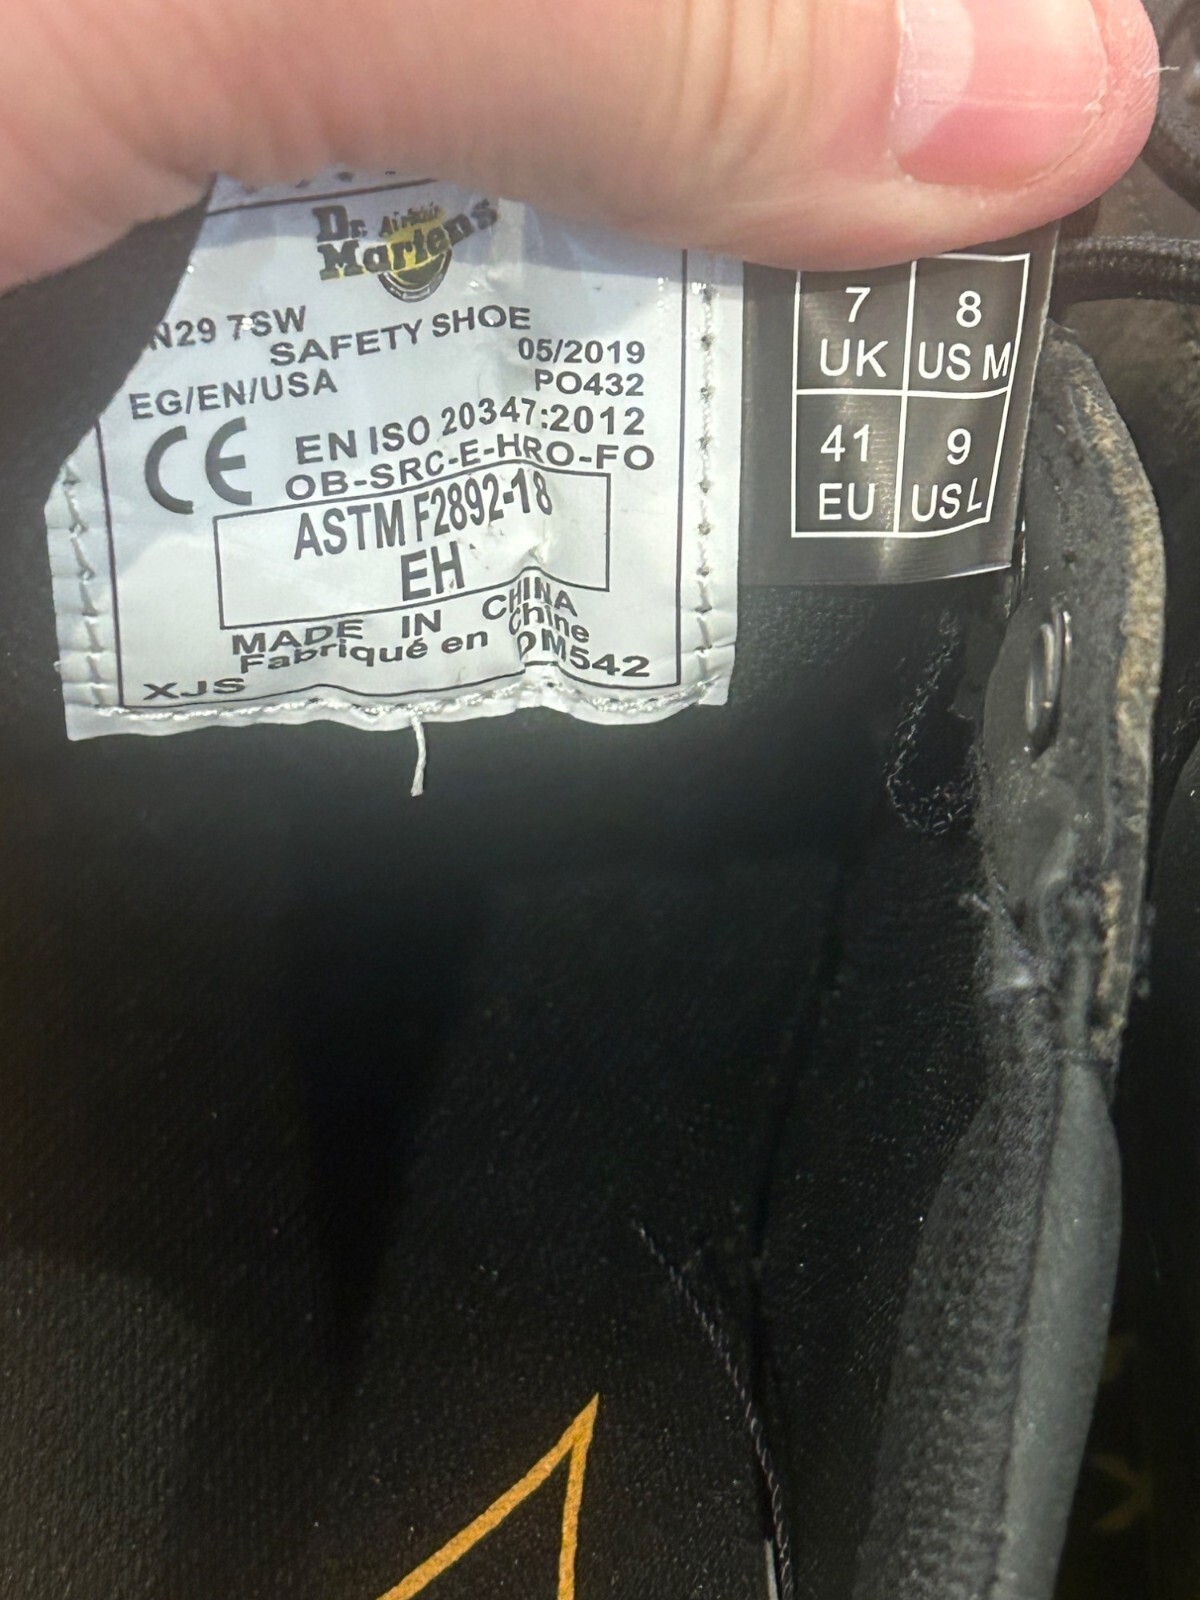 Dr. AirWair
Martens
N29 7SW
SAFETY SHOE
EG/EN/USA
05/2019
PO432
CE
EN ISO 20347:2012
OB-SRC-E-HRO-FO
ASTM F2892-18
EH
MADE IN CHINA
Fabriqué en Chine
XJS
DM542
7 UK
8 US M
41 EU
9 US L